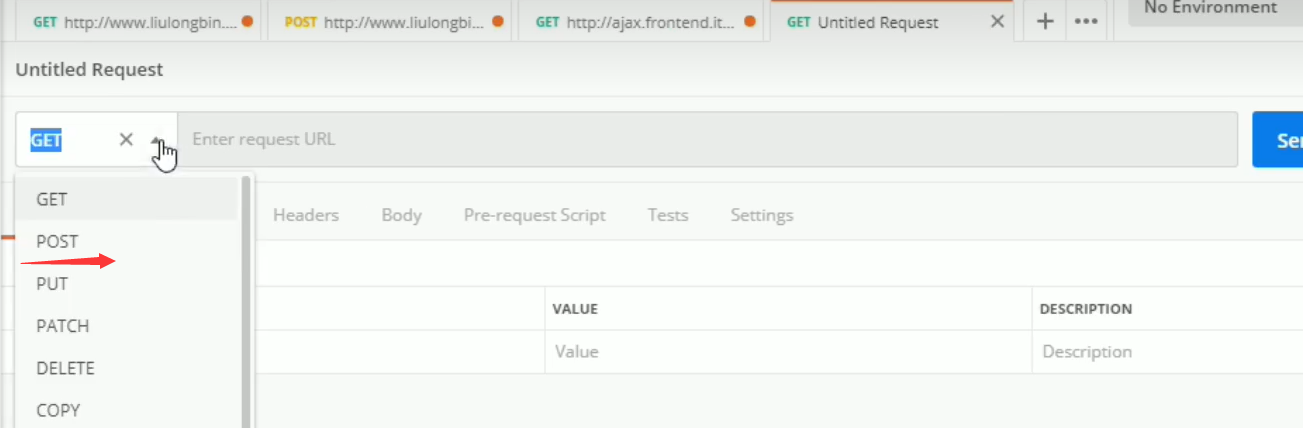 GET http://www.liulongbin.... POST http://www.liulongbi... GET http://ajax.frontend.it... GET Untitled Request No Environment
Untitled Request
GET Enter request URL
GET
Headers Body Pre-request Script Tests Settings
POST
PUT
VALUE DESCRIPTION
PATCH
Value Description
DELETE
COPY